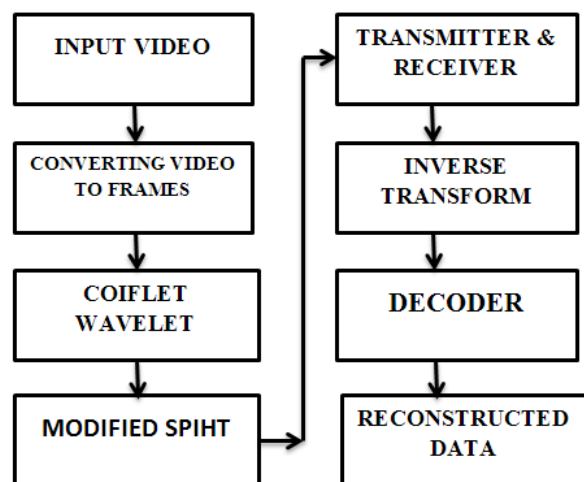 INPUT VIDEO
CONVERTING VIDEO
TO FRAMES
COIFLET
WAVELET
MODIFIED SPIHT
TRANSMITTER &
RECEIVER
INVERSE
TRANSFORM
DECODER
RECONSTRUCTED
DATA